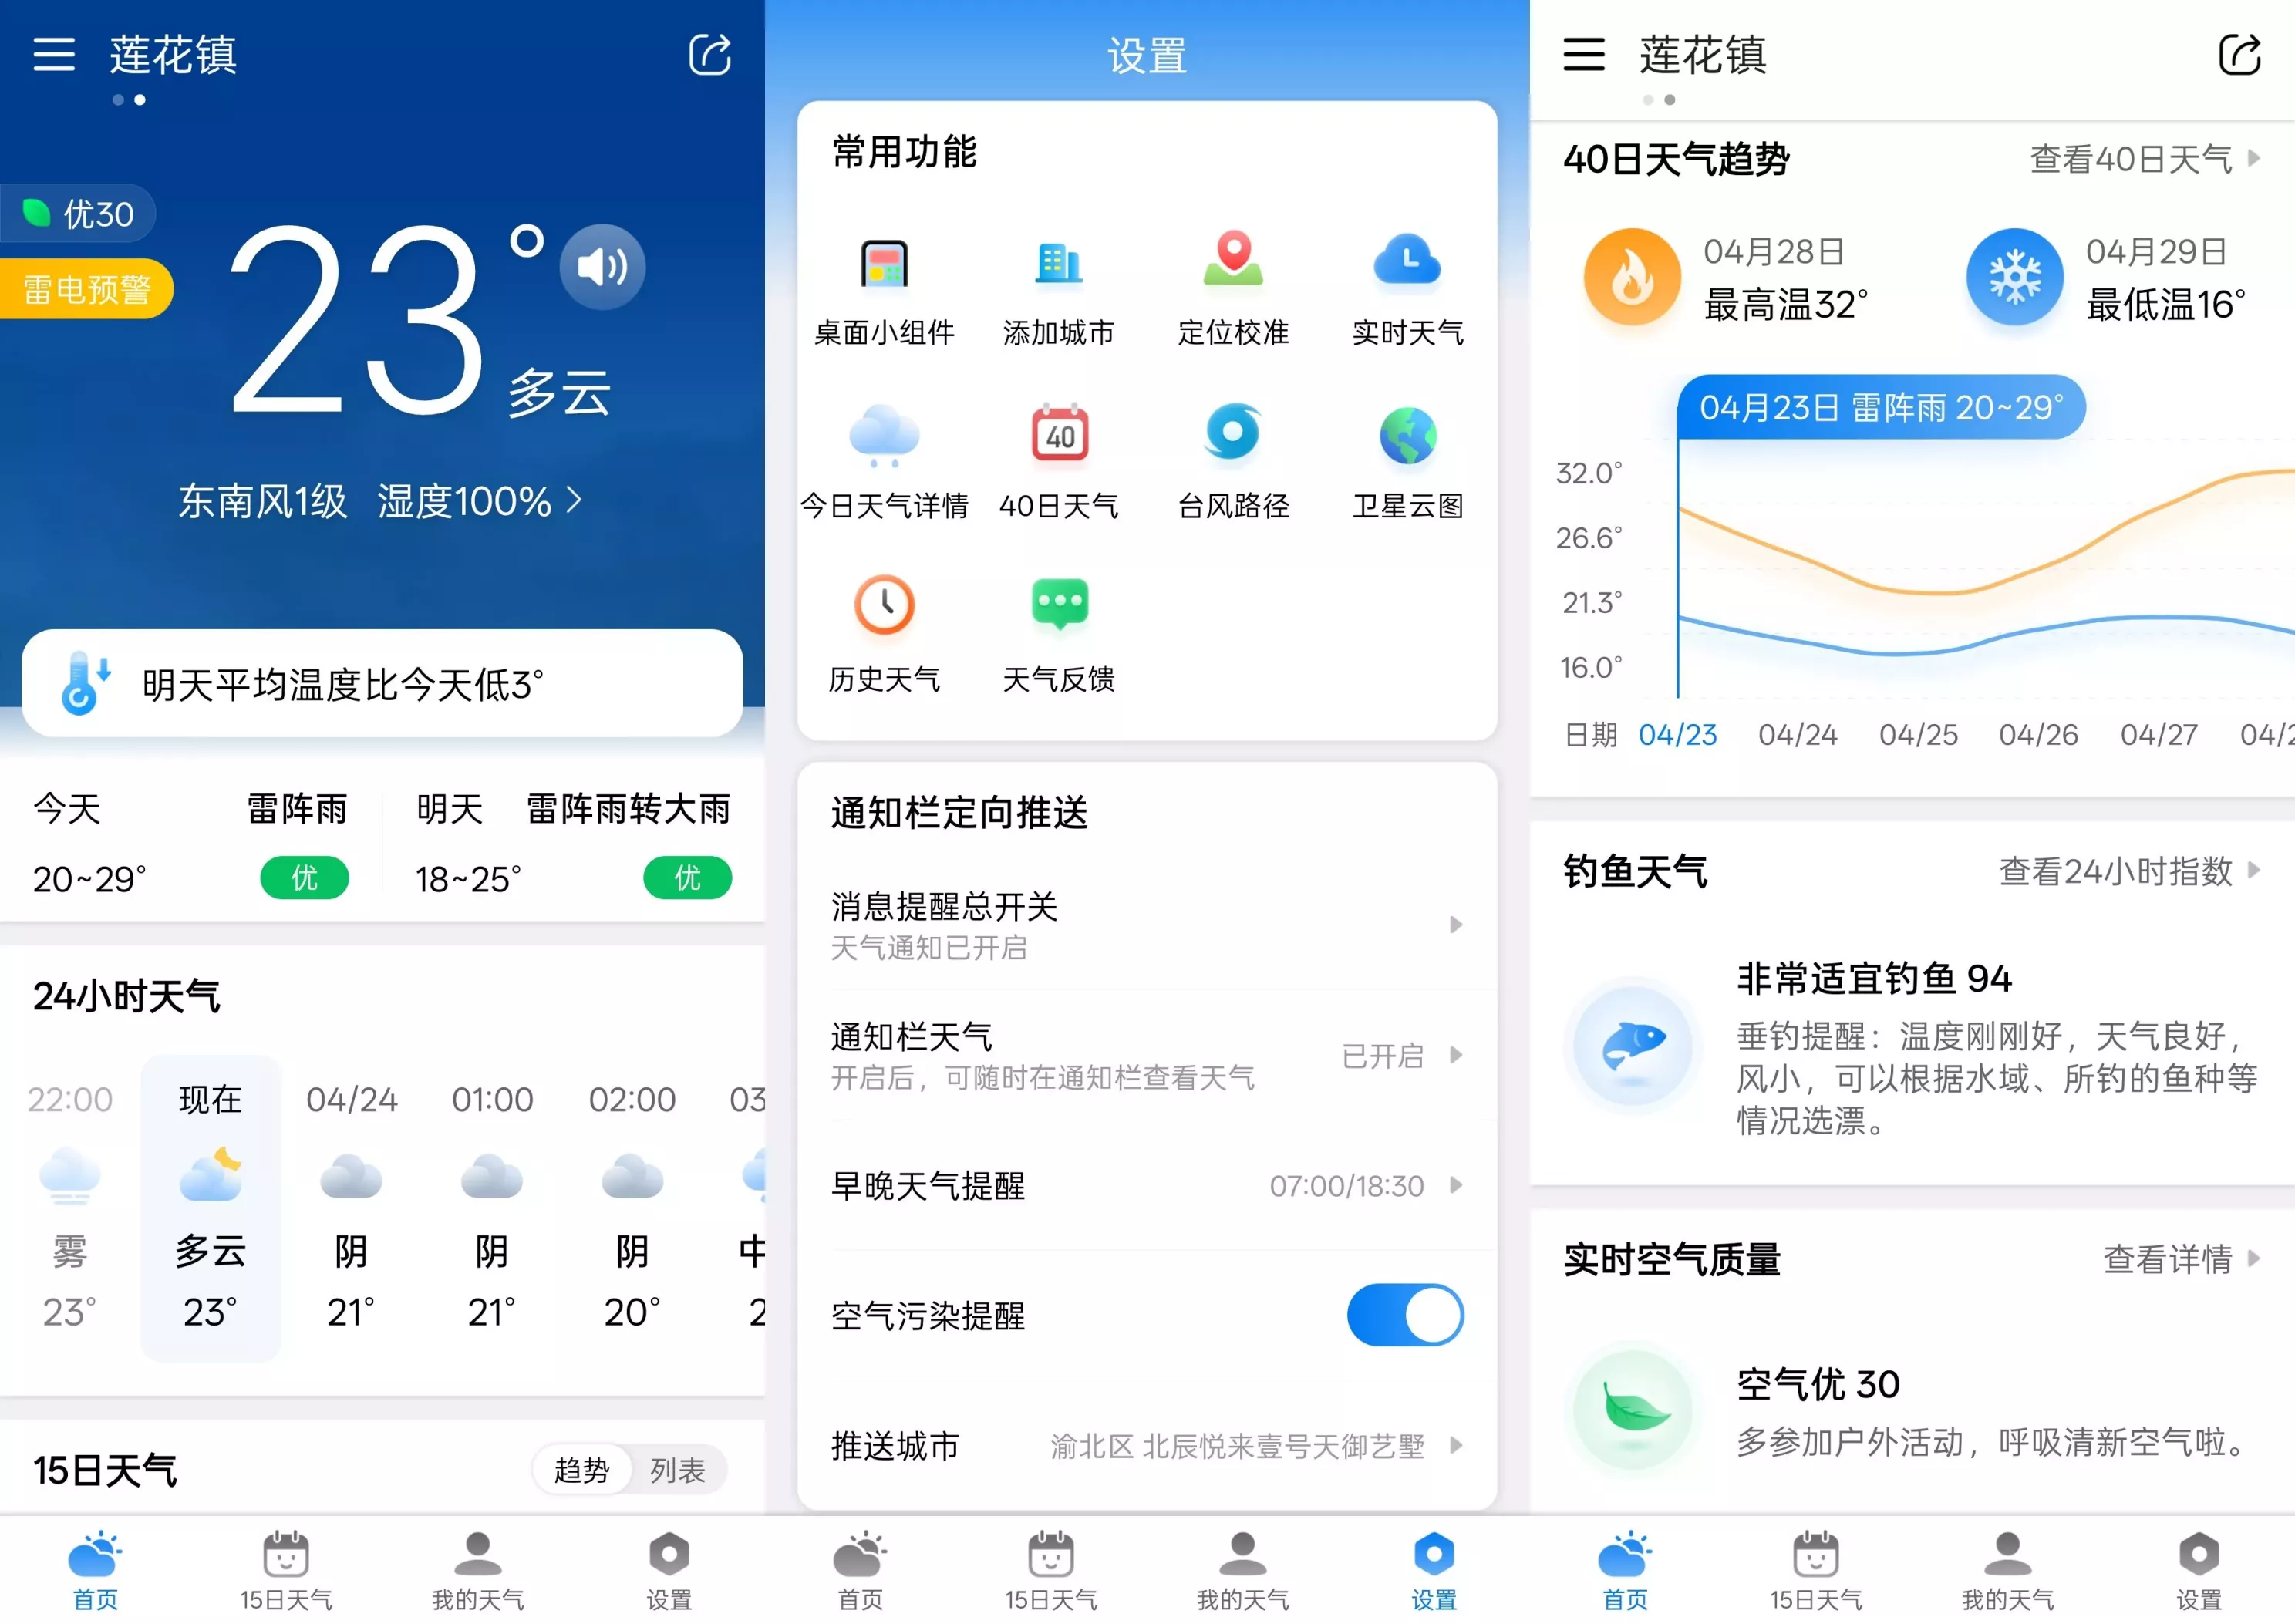 莲花镇
优30
雷电预警
23°
多云
东南风1级 湿度100%
明天平均温度比今天低3°
今天 雷阵雨
20~29° 优
明天 雷阵雨转大雨
18~25° 优
24小时天气
22:00 现在 04/24 01:00 02:00 03
雾 多云 阴 阴 阴 中
23° 23° 21° 21° 20° 2
15日天气 趋势 列表
首页 15日天气 我的天气 设置
设置
常用功能
桌面小组件 添加城市 定位校准 实时天气
40
今日天气详情 40日天气 台风路径 卫星云图
历史天气 天气反馈
通知栏定向推送
消息提醒总开关
天气通知已开启
通知栏天气
开启后，可随时在通知栏查看天气
已开启
早晚天气提醒 07:00/18:30
空气污染提醒
推送城市 渝北区 北辰悦来壹号天御艺墅
首页 15日天气 我的天气 设置
莲花镇
40日天气趋势 查看40日天气
04月28日
最高温32°
04月29日
最低温16°
04月23日 雷阵雨 20~29°
32.0°
26.6°
21.3°
16.0°
日期 04/23 04/24 04/25 04/26 04/27 04/2
钓鱼天气 查看24小时指数
非常适宜钓鱼 94
垂钓提醒：温度刚刚好，天气良好，
风小，可以根据水域、所钓的鱼种等
情况选漂。
实时空气质量 查看详情
空气优 30
多参加户外活动，呼吸清新空气啦。
首页 15日天气 我的天气 设置